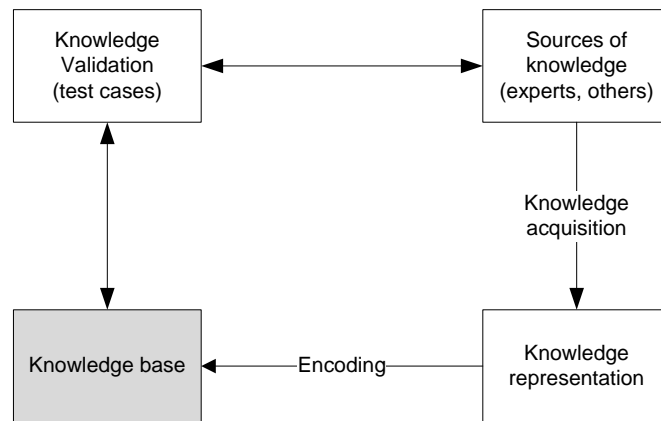 Knowledge
Validation
(test cases)
Sources of
knowledge
(experts, others)
Knowledge
acquisition
Knowledge base
Encoding
Knowledge
representation